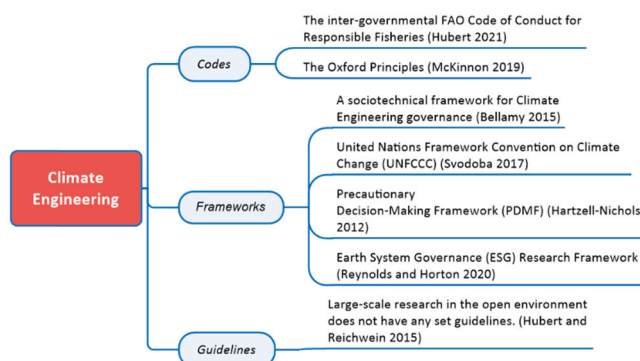 The inter-governmental FAO Code of Conduct for
Responsible Fisheries (Hubert 2021)
Codes
The Oxford Principles (McKinnon 2019)
A sociotechnical framework for Climate
Engineering governance (Bellamy 2015)
United Nations Framework Convention on Climate
Change (UNFCCC) (Svodoba 2017)
Climate
Engineering
Frameworks
Precautionary
Decision-Making Framework (PDMF) (Hartzell-Nichols
2012)
Earth System Governance (ESG) Research Framework
(Reynolds and Horton 2020)
Large-scale research in the open environment
does not have any set guidelines. (Hubert and
Reichwein 2015)
Guidelines